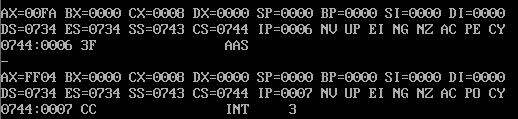 AX=00FA BX=0000 CX=0008 DX=0000 SP=0000 BP=0000 SI=0000 DI=0000
DS=0734 ES=0734 SS=0743 CS=0744 IP=0006 NV UP EI NG NZ AC PE CY
0744:0006 3F AAS
-
AX=FF04 BX=0000 CX=0008 DX=0000 SP=0000 BP=0000 SI=0000 DI=0000
DS=0734 ES=0734 SS=0743 CS=0744 IP=0007 NV UP EI NG NZ AC PO CY
0744:0007 CC INT 3